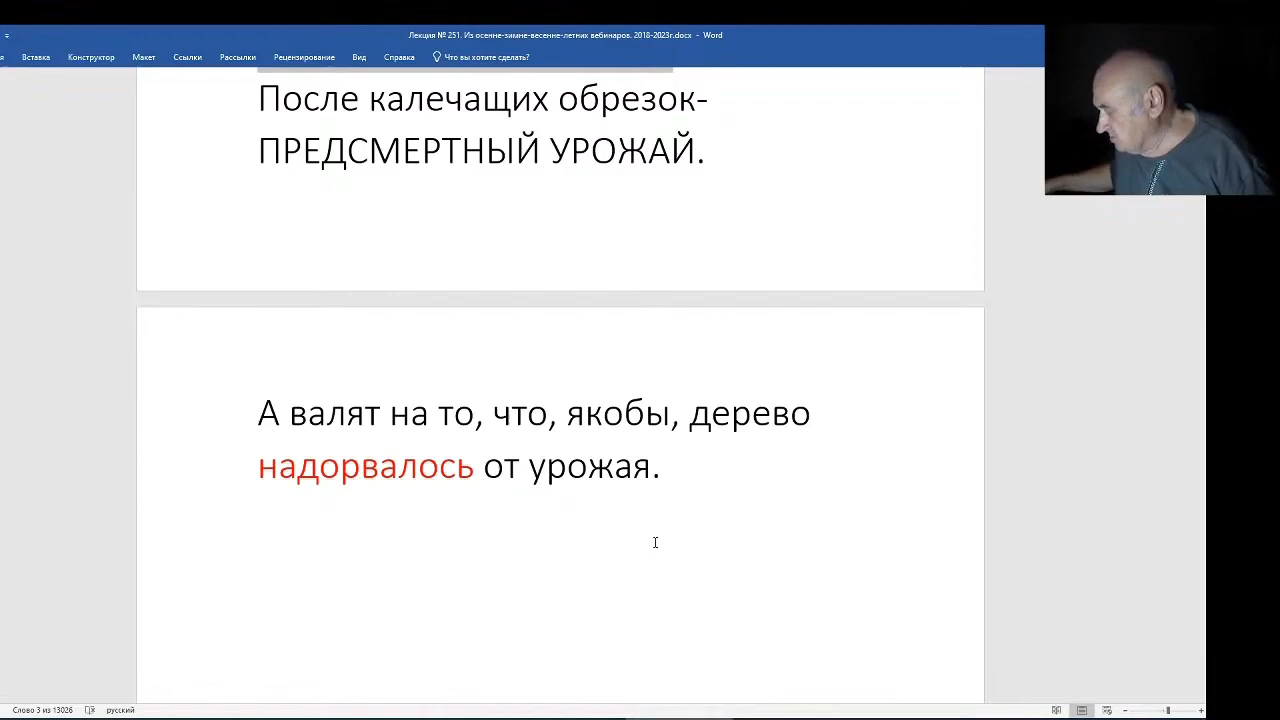 Лекция № 251. Из осенне-зимне-весенне-летних вебинаров. 2018-2023г.docx - Word
я Вставка Конструктор Макет Ссылки Рассылки Рецензирование Вид Справка Что вы хотите сделать?
После калечащих обрезок-
ПРЕДСМЕРТНЫЙ УРОЖАЙ.
А валят на то, что, якобы, дерево
надорвалось от урожая.
Слово 3 из 13026 русский